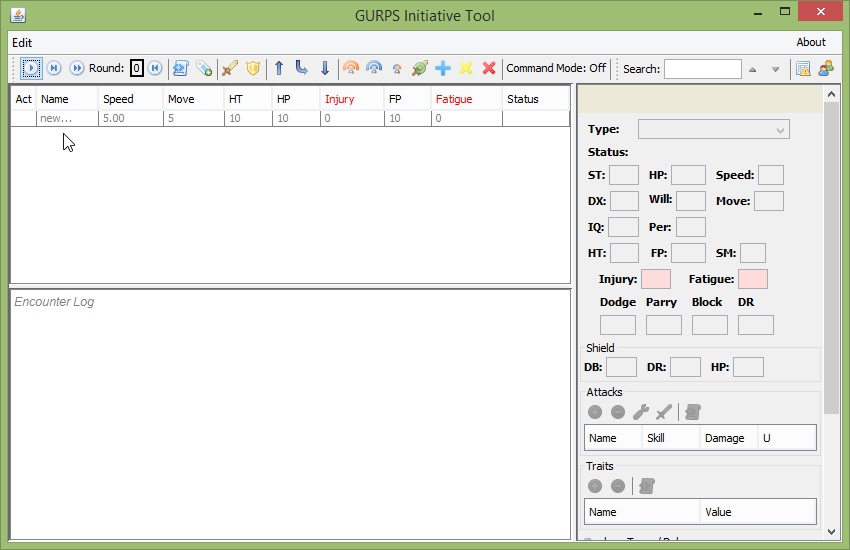 GURPS Initiative Tool
Edit
About
Round: 0
Command Mode: Off
Search:
Act Name Speed Move HT HP Injury FP Fatigue Status
new... 5.00 5 10 10 0 10 0
Encounter Log
Type:
Status:
ST: HP: Speed:
DX: Will: Move:
IQ: Per:
HT: FP: SM:
Injury: Fatigue:
Dodge Parry Block DR
Shield
DB: DR: HP:
Attacks
Name Skill Damage U
Traits
Name Value